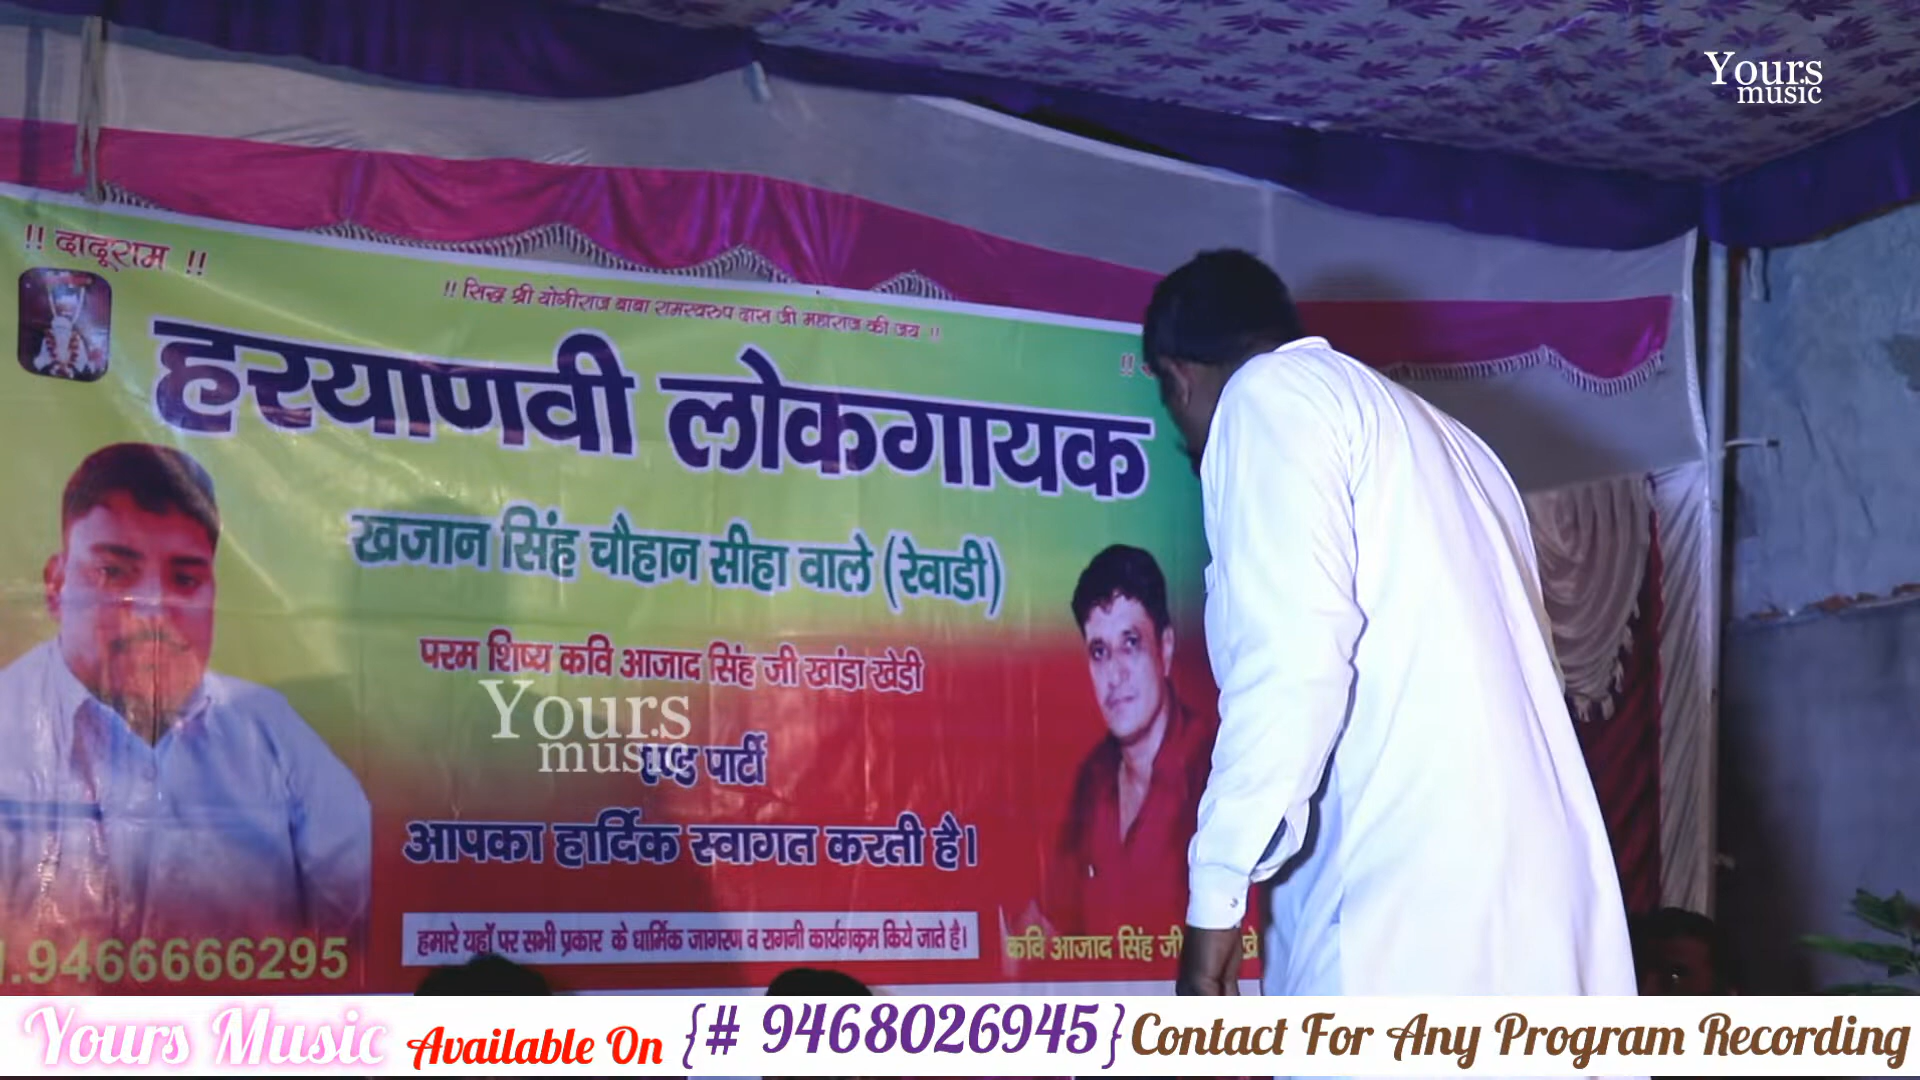 Yours
music
!! दादूराम !!
!! सिख श्री योगीराज बाबा रामस्वरुप दास जी महाराज की जय !!
!!
हरयाणवी लोकगायक
खजान सिंह चौहान सीहा वाले (रेवाडी)
परम शिष्य कवि आजाद सिंह जी खांडा खेडी
Yours
music
एण्ड पार्टी
आपका हार्दिक स्वागत करती है।
हमारे यहाँ पर सभी प्रकार के धार्मिक जागरण व रागनी कार्यगक्रम किये जाते है।
कवि आजाद सिंह जी
.9466666295
Yours Music Available On {# 9468026945} Contact For Any Program Recording